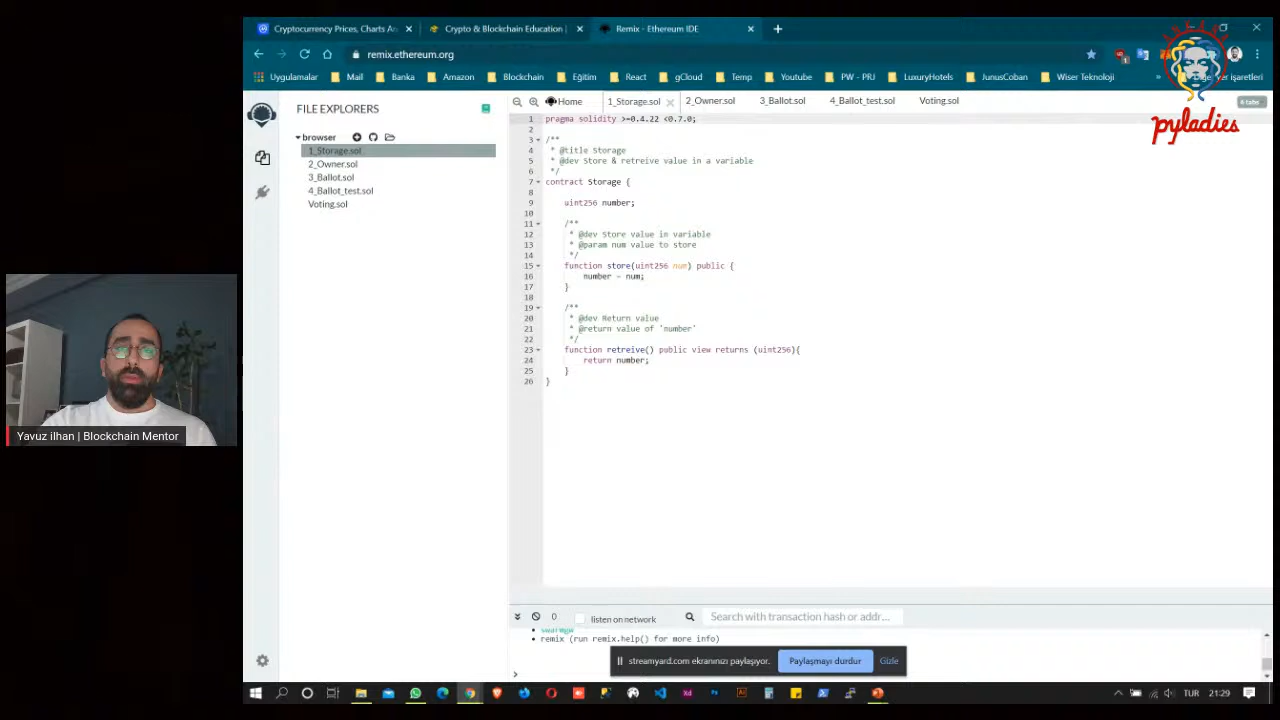 Cryptocurrency Prices, Charts A
Crypto & Blockchain Education |
Remix - Ethereum IDE
remix.ethereum.org
Uygulamalar
Mail
Banka
Amazon
Blockchain
Eğitim
React
gCloud
Temp
Youtube
PW - PRJ
LuxuryHotels
JunusCoban
Wiser Teknoloji
»
yer işaretleri
pyladies
FILE EXPLORERS
browser
1_Storage.sol
2_Owner.sol
3_Ballot.sol
4_Ballot_test.sol
Voting.sol
Home
1_Storage.sol
2_Owner.sol
3_Ballot.sol
4_Ballot_test.sol
Voting.sol
6 tabs
1 pragma solidity >=0.4.22 <0.7.0;
2
3 /**
4 * @title Storage
5 * @dev Store & retreive value in a variable
6 */
7 contract Storage {
8
9 uint256 number;
10
11 /**
12 * @dev Store value in variable
13 * @param num value to store
14 */
15 function store(uint256 num) public {
16 number = num;
17 }
18
19 /**
20 * @dev Return value
21 * @return value of 'number'
22 */
23 function retreive() public view returns (uint256){
24 return number;
25 }
26 }
0
listen on network
Search with transaction hash or addr...
remix (run remix.help() for more info)
>
streamyard.com ekranınızı paylaşıyor.
Paylaşmayı durdur
Gizle
Yavuz ilhan | Blockchain Mentor
TUR
21:29